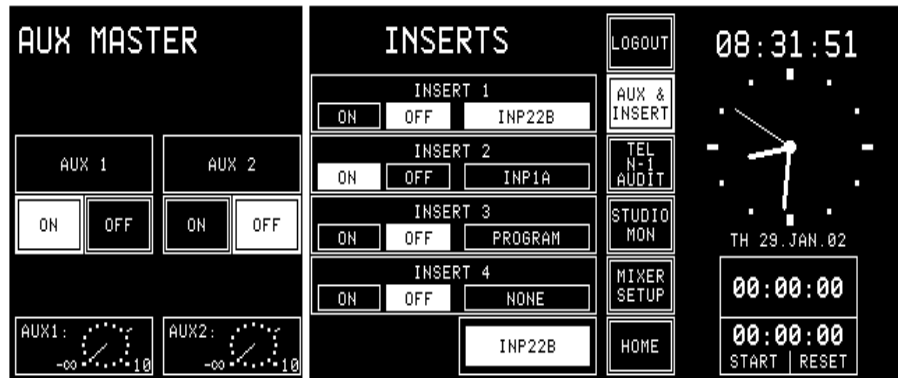 AUX MASTER
AUX 1
AUX 2
ON OFF
ON OFF
AUX1:
-∞ 10
AUX2:
-∞ 10
INSERTS
INSERT 1
ON OFF INP22B
INSERT 2
ON OFF INP1A
INSERT 3
ON OFF PROGRAM
INSERT 4
ON OFF NONE
INP22B
LOGOUT
AUX &
INSERT
TEL
N-1
AUDIT
STUDIO
MON
MIXER
SETUP
HOME
08:31:51
TH 29.JAN.02
00:00:00
00:00:00
START RESET